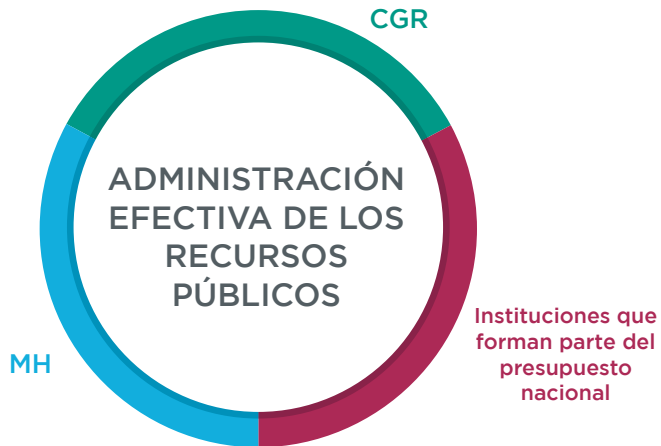 CGR
ADMINISTRACIÓN
EFECTIVA DE LOS
RECURSOS
PÚBLICOS
MH
Instituciones que
forman parte del
presupuesto
nacional